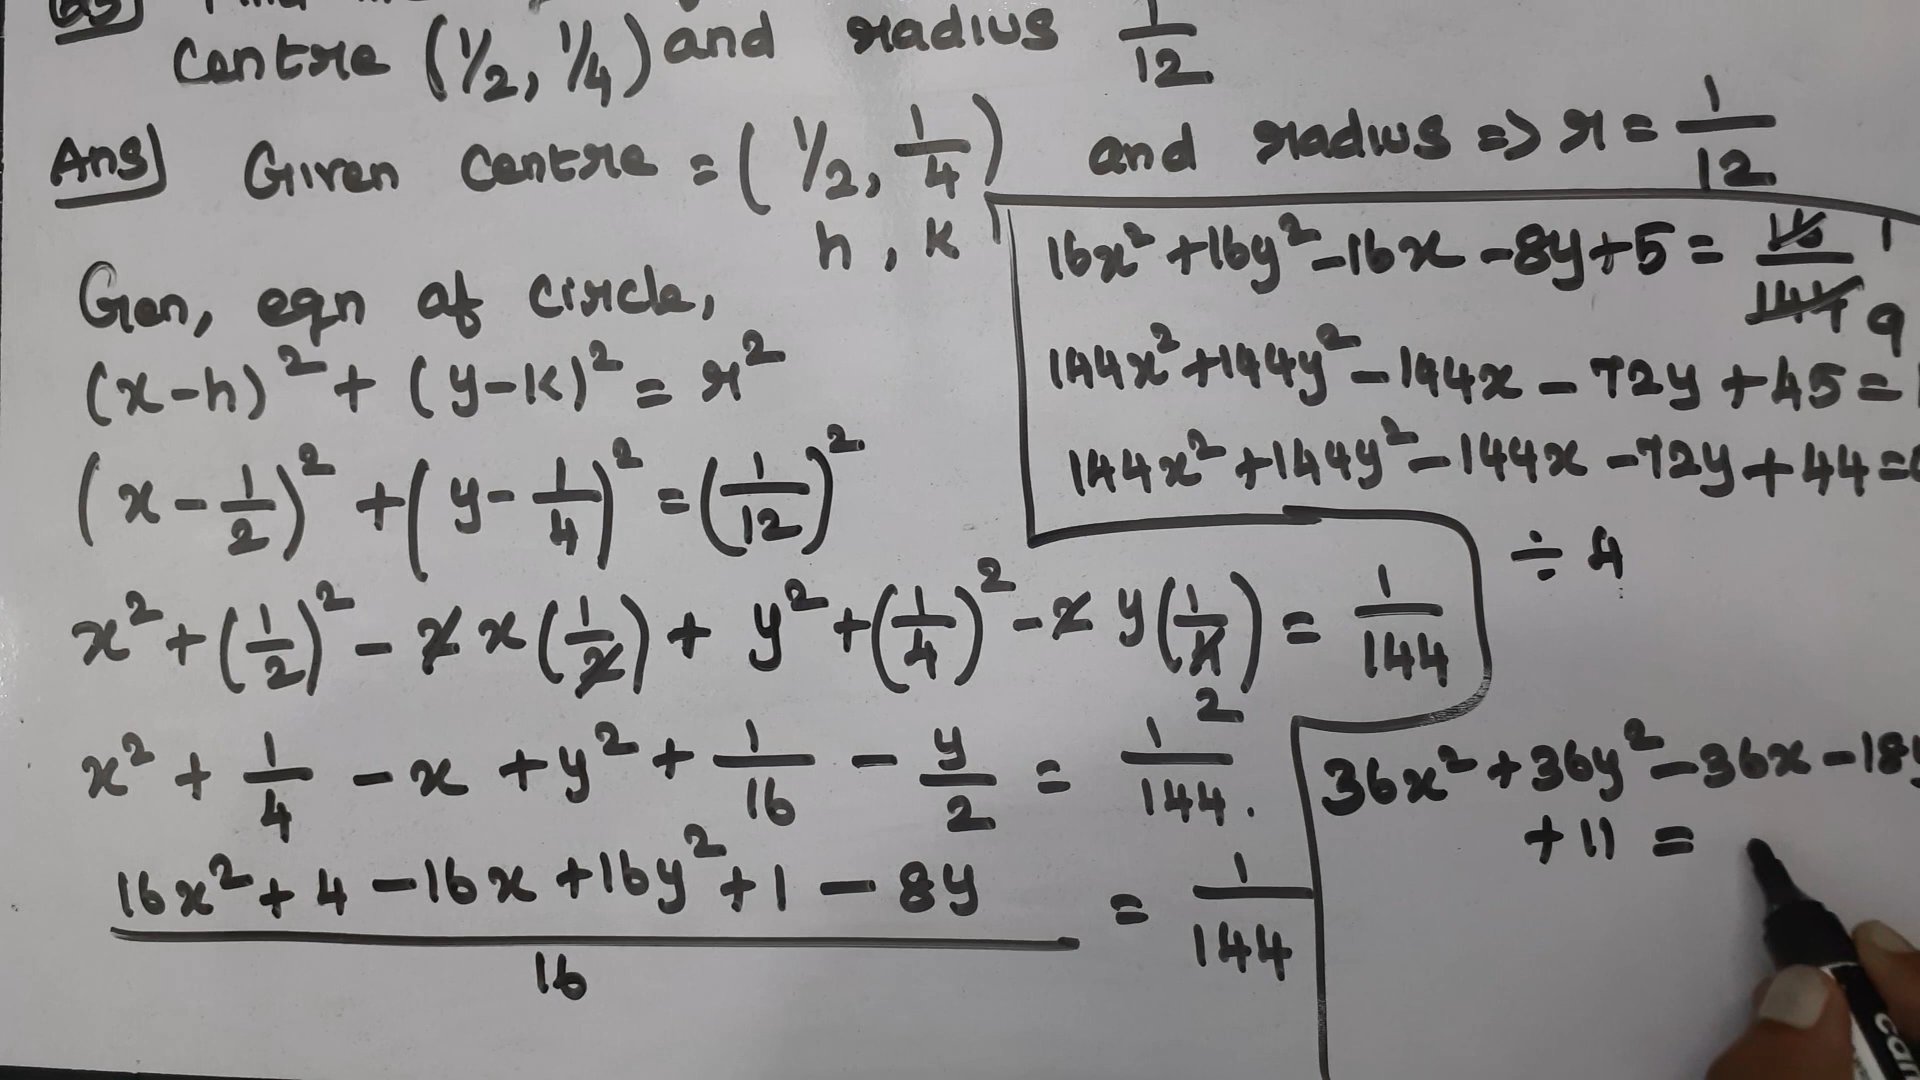 Centre (1/2, 1/4) and radius 1/12
Ans) Given centre = (1/2, 1/4) and radius => r = 1/12
h, k
Gen, eqn of circle,
(x-h)² + (y-k)² = r²
(x - 1/2)² + (y - 1/4)² = (1/12)²
x² + (1/2)² - 2x(1/2) + y² + (1/4)² - 2y(1/4) = 1/144
2
x² + 1/4 - x + y² + 1/16 - y/2 = 1/144.
16x² + 4 - 16x + 16y² + 1 - 8y / 16 = 1/144
16x² + 16y² - 16x - 8y + 5 = 16/144 1 9
144x² + 144y² - 144x - 72y + 45 =
144x² + 144y² - 144x - 72y + 44 =
÷ 4
36x² + 36y² - 36x - 18y
+ 11 =